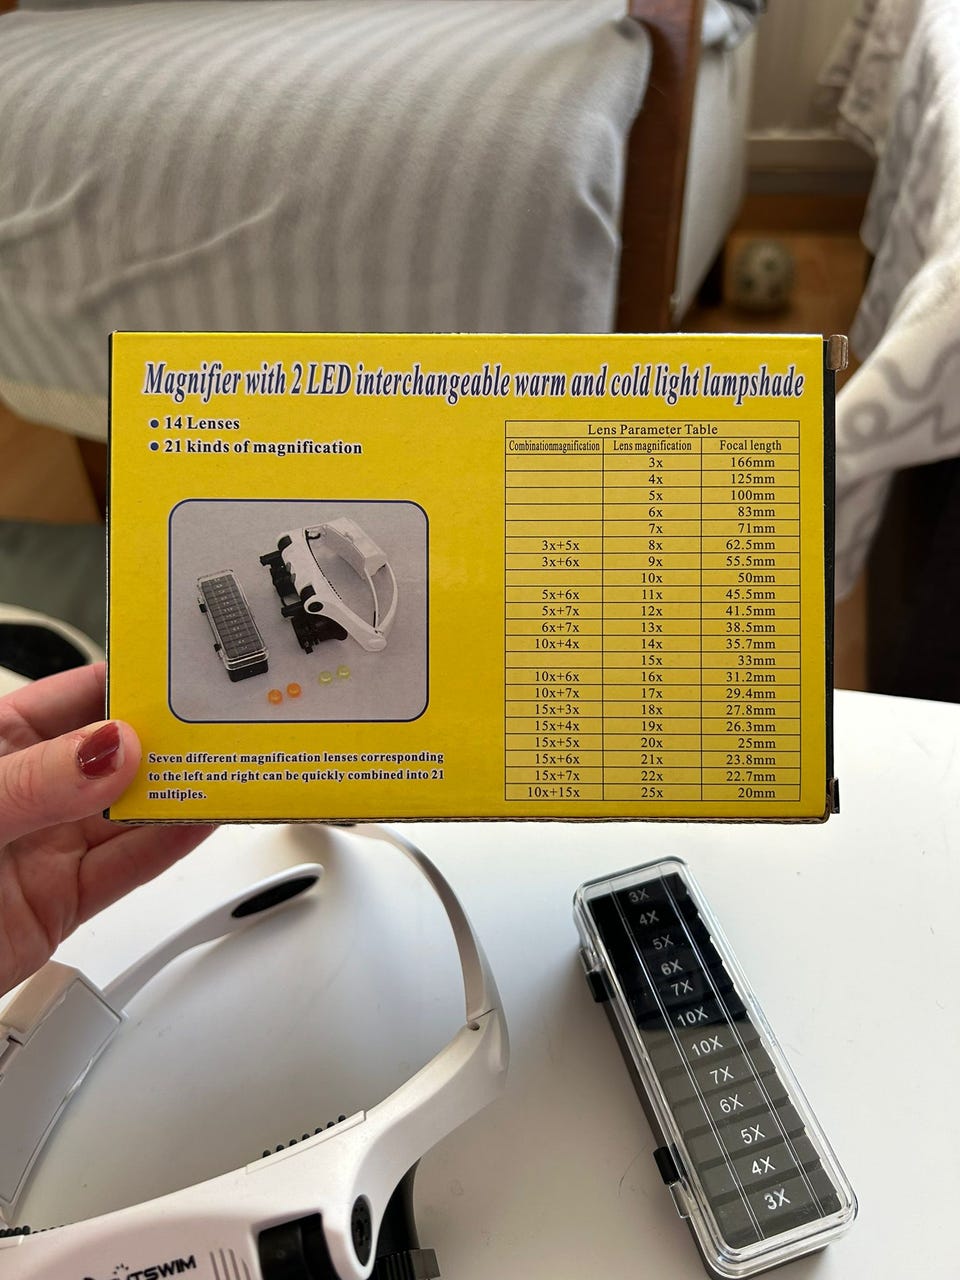 Magnifier with 2 LED interchangeable warm and cold light lampshade
● 14 Lenses
● 21 kinds of magnification
Seven different magnification lenses corresponding
to the left and right can be quickly combined into 21
multiples.
Lens Parameter Table
Combinationmagnification Lens magnification Focal length
3x 166mm
4x 125mm
5x 100mm
6x 83mm
7x 71mm
3x+5x 8x 62.5mm
3x+6x 9x 55.5mm
10x 50mm
5x+6x 11x 45.5mm
5x+7x 12x 41.5mm
6x+7x 13x 38.5mm
10x+4x 14x 35.7mm
15x 33mm
10x+6x 16x 31.2mm
10x+7x 17x 29.4mm
15x+3x 18x 27.8mm
15x+4x 19x 26.3mm
15x+5x 20x 25mm
15x+6x 21x 23.8mm
15x+7x 22x 22.7mm
10x+15x 25x 20mm
3X
4X
5X
6X
7X
10X
10X
7X
6X
5X
4X
3X